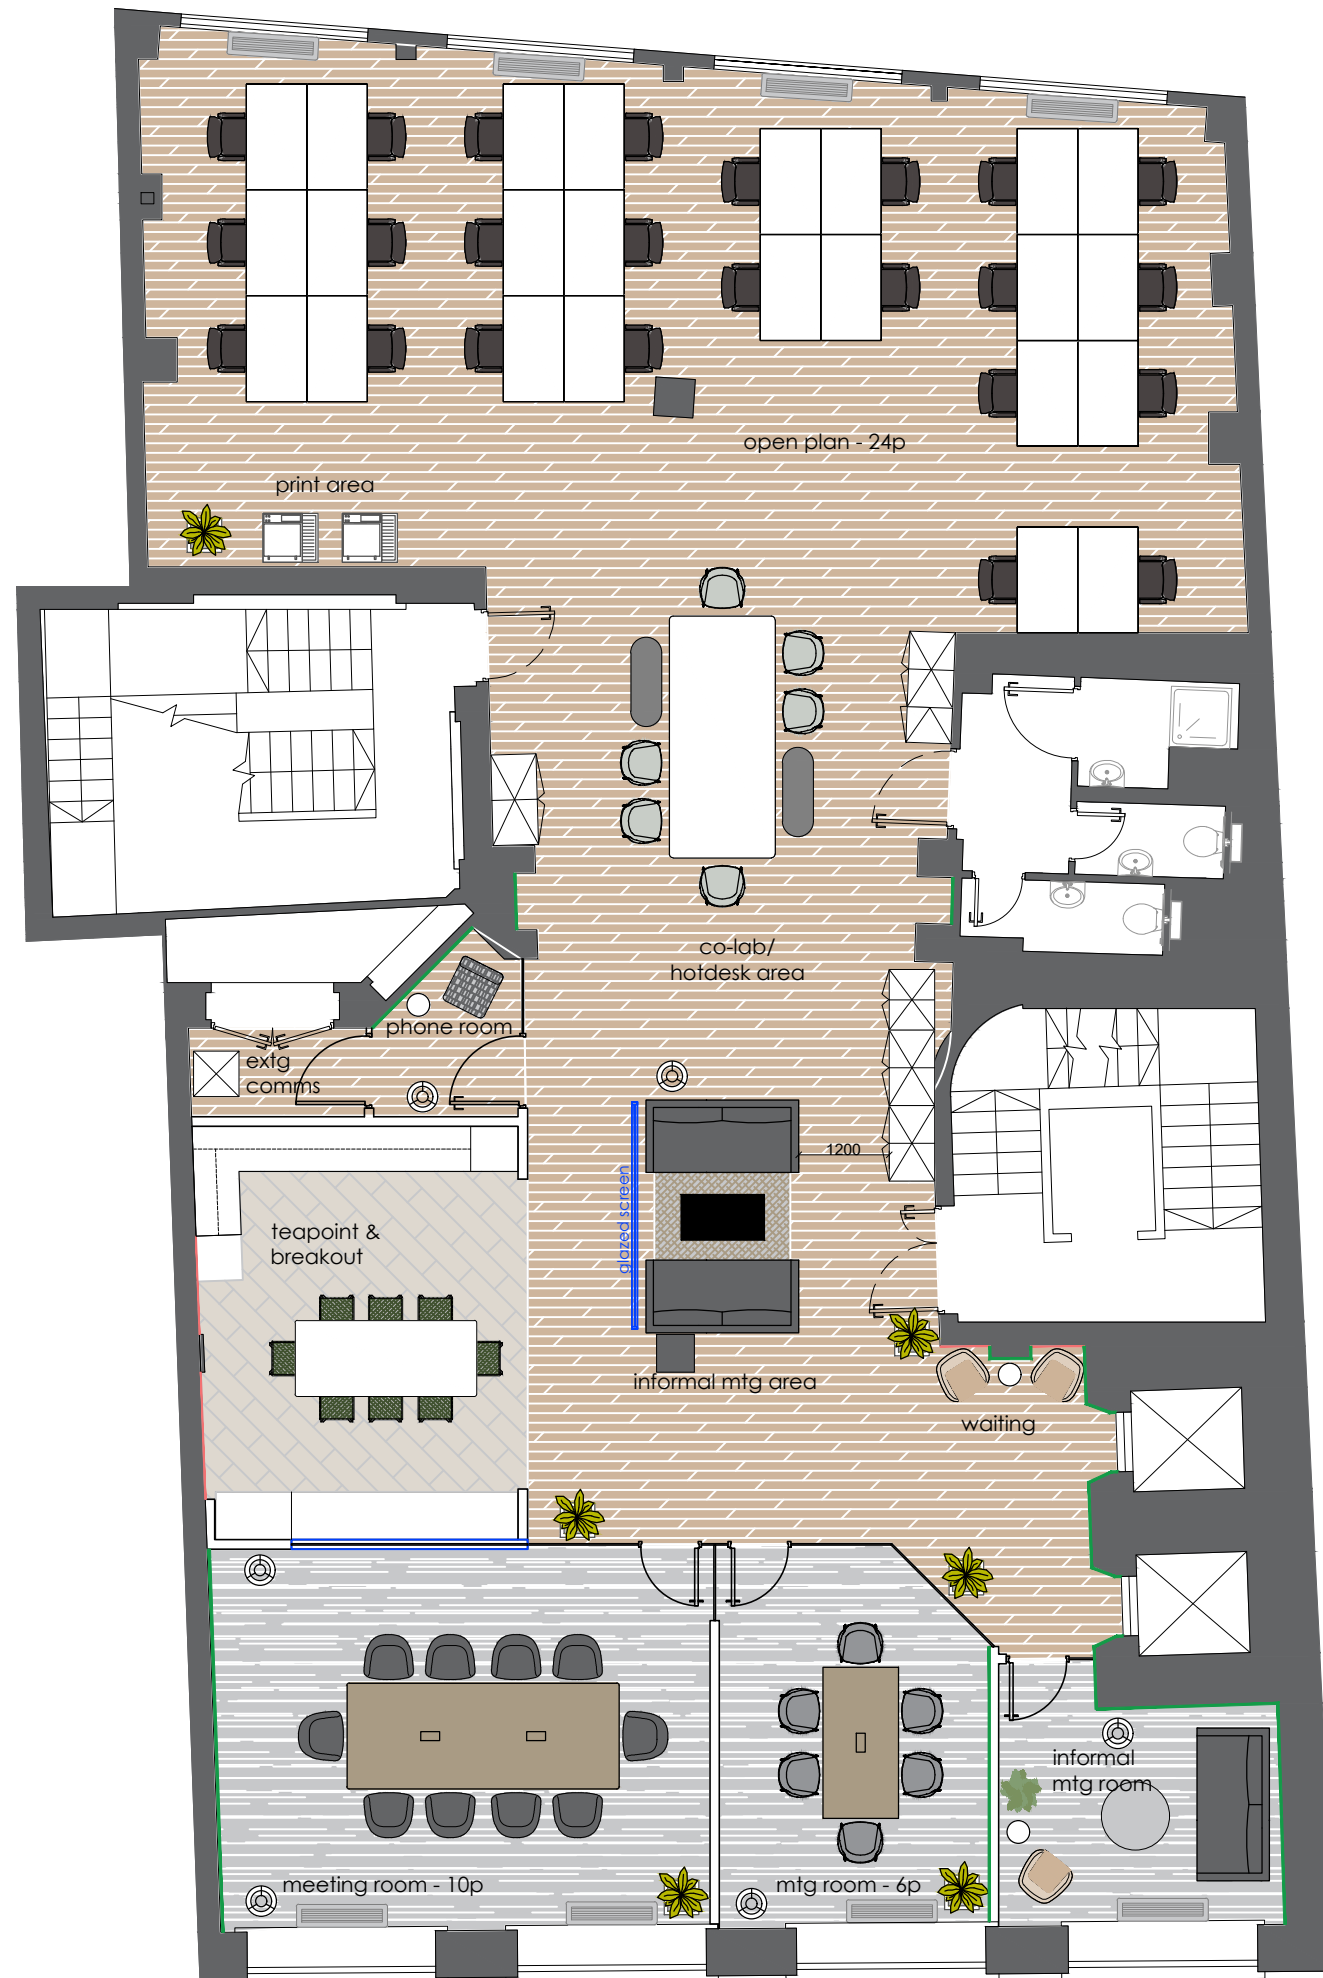 open plan - 24p
print area
co-lab/
hotdesk area
phone room
extg
comms
1200
glazed screen
teapoint &
breakout
informal mtg area
waiting
informal
mtg room
meeting room - 10p
mtg room - 6p